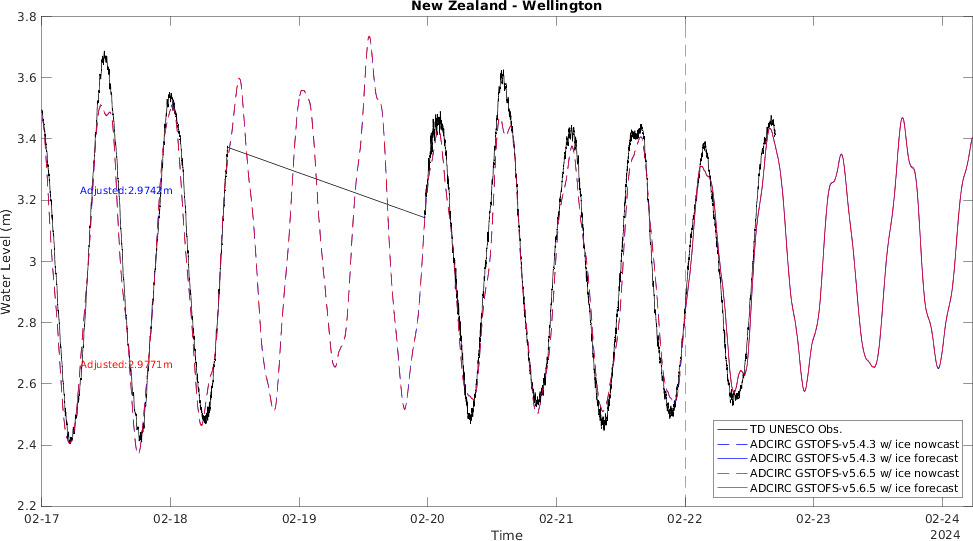 New Zealand - Wellington
3.8
3.6
3.4
3.2
3
2.8
2.6
2.4
2.2
Water Level (m)
Adjusted:2.9742m
Adjusted:2.9771m
TD UNESCO Obs.
ADCIRC GSTOFS-v5.4.3 w/ ice nowcast
ADCIRC GSTOFS-v5.4.3 w/ ice forecast
ADCIRC GSTOFS-v5.6.5 w/ ice nowcast
ADCIRC GSTOFS-v5.6.5 w/ ice forecast
02-17 02-18 02-19 02-20 02-21 02-22 02-23 02-24
Time
2024